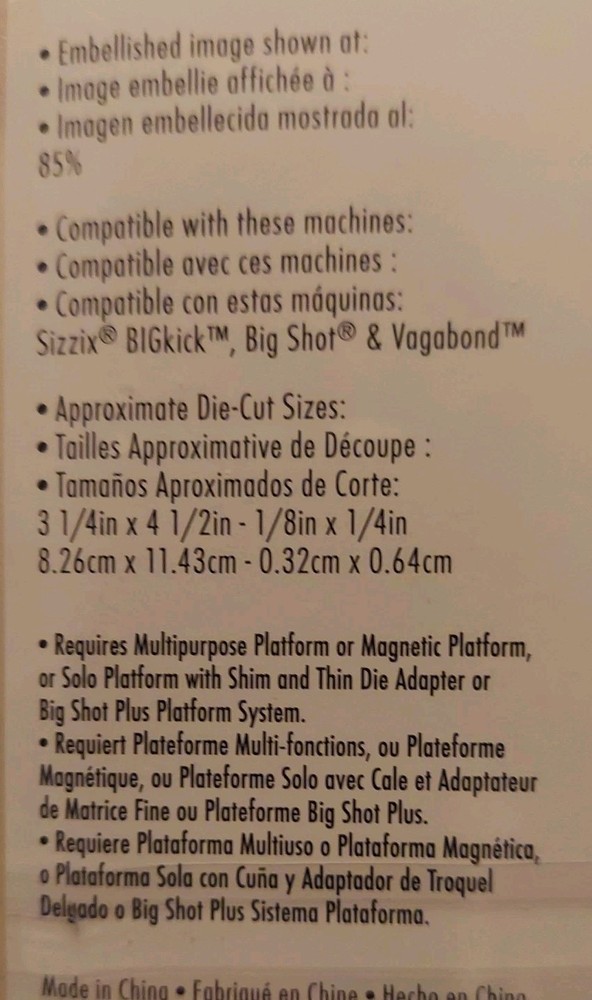 • Embellished image shown at:
• Image embellie affichée à :
• Imagen embellecida mostrada al:
85%
• Compatible with these machines:
• Compatible avec ces machines :
• Compatible con estas máquinas:
Sizzix® BIGkick™, Big Shot® & Vagabond™
• Approximate Die-Cut Sizes:
• Tailles Approximative de Découpe :
• Tamaños Aproximados de Corte:
3 1/4in x 4 1/2in - 1/8in x 1/4in
8.26cm x 11.43cm - 0.32cm x 0.64cm
• Requires Multipurpose Platform or Magnetic Platform,
or Solo Platform with Shim and Thin Die Adapter or
Big Shot Plus Platform System.
• Requiert Plateforme Multi-fonctions, ou Plateforme
Magnétique, ou Plateforme Solo avec Cale et Adaptateur
de Matrice Fine ou Plateforme Big Shot Plus.
• Requiere Plataforma Multiuso o Plataforma Magnética,
o Plataforma Sola con Cuña y Adaptador de Troquel
Delgado o Big Shot Plus Sistema Plataforma.
Made in China • Fabriqué en Chine • Hecho en China